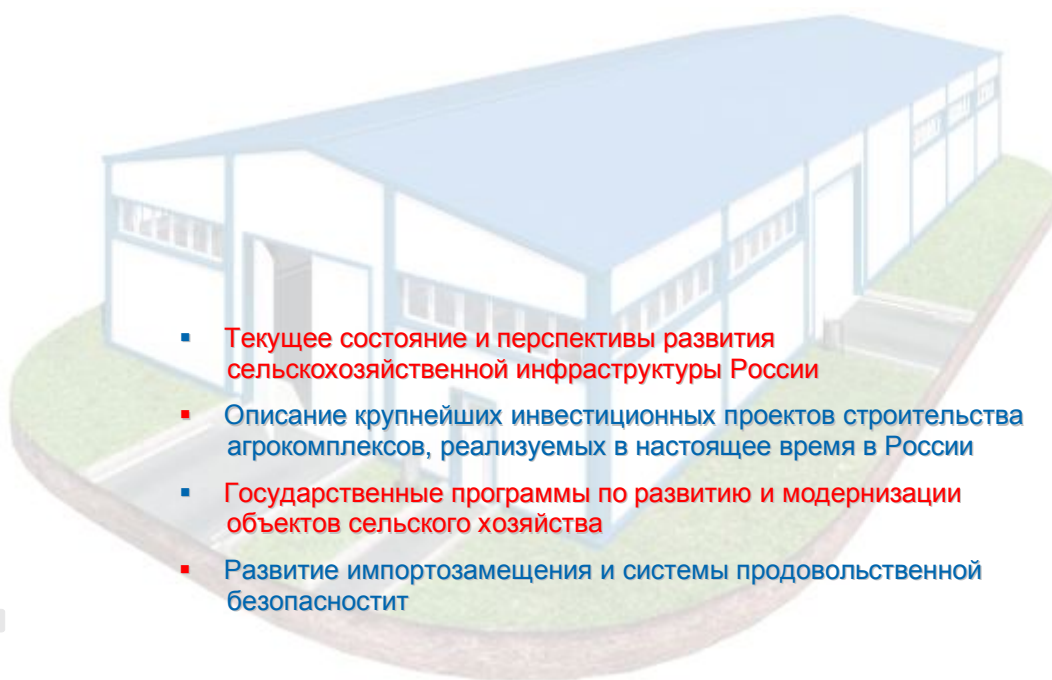 ▪ Текущее состояние и перспективы развития
сельскохозяйственной инфраструктуры России
▪ Описание крупнейших инвестиционных проектов строительства
агрокомплексов, реализуемых в настоящее время в России
▪ Государственные программы по развитию и модернизации
объектов сельского хозяйства
▪ Развитие импортозамещения и системы продовольственной
безопасностит